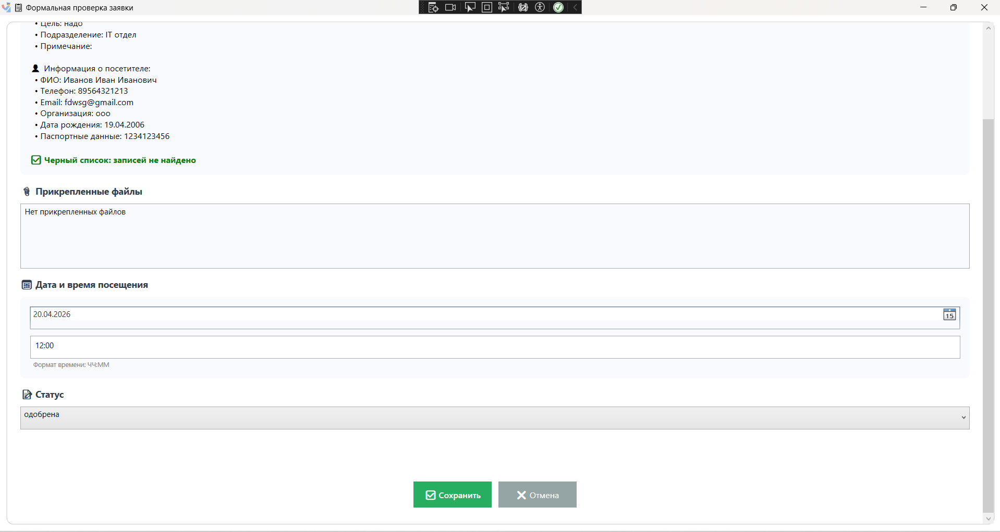 Формальная проверка заявки
• Цель: надо
• Подразделение: IT отдел
• Примечание:
Информация о посетителе:
• ФИО: Иванов Иван Иванович
• Телефон: 89564321213
• Email: fdwsg@gmail.com
• Организация: ооо
• Дата рождения: 19.04.2006
• Паспортные данные: 1234123456
Черный список: записей не найдено
Прикрепленные файлы
Нет прикрепленных файлов
Дата и время посещения
20.04.2026
15
12:00
Формат времени: ЧЧ:ММ
Статус
одобрена
Сохранить
Отмена